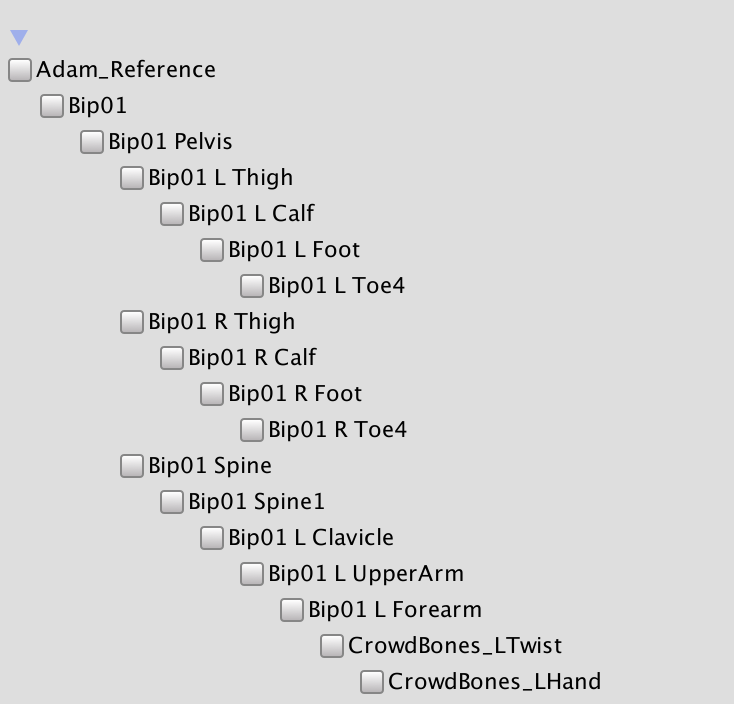 Adam_Reference
Bip01
Bip01 Pelvis
Bip01 L Thigh
Bip01 L Calf
Bip01 L Foot
Bip01 L Toe4
Bip01 R Thigh
Bip01 R Calf
Bip01 R Foot
Bip01 R Toe4
Bip01 Spine
Bip01 Spine1
Bip01 L Clavicle
Bip01 L UpperArm
Bip01 L Forearm
CrowdBones_LTwist
CrowdBones_LHand